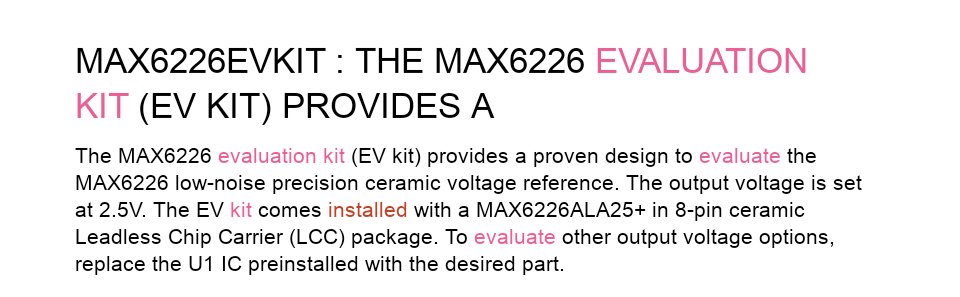 MAX6226EVKIT : THE MAX6226 EVALUATION
KIT (EV KIT) PROVIDES A
The MAX6226 evaluation kit (EV kit) provides a proven design to evaluate the
MAX6226 low-noise precision ceramic voltage reference. The output voltage is set
at 2.5V. The EV kit comes installed with a MAX6226ALA25+ in 8-pin ceramic
Leadless Chip Carrier (LCC) package. To evaluate other output voltage options,
replace the U1 IC preinstalled with the desired part.